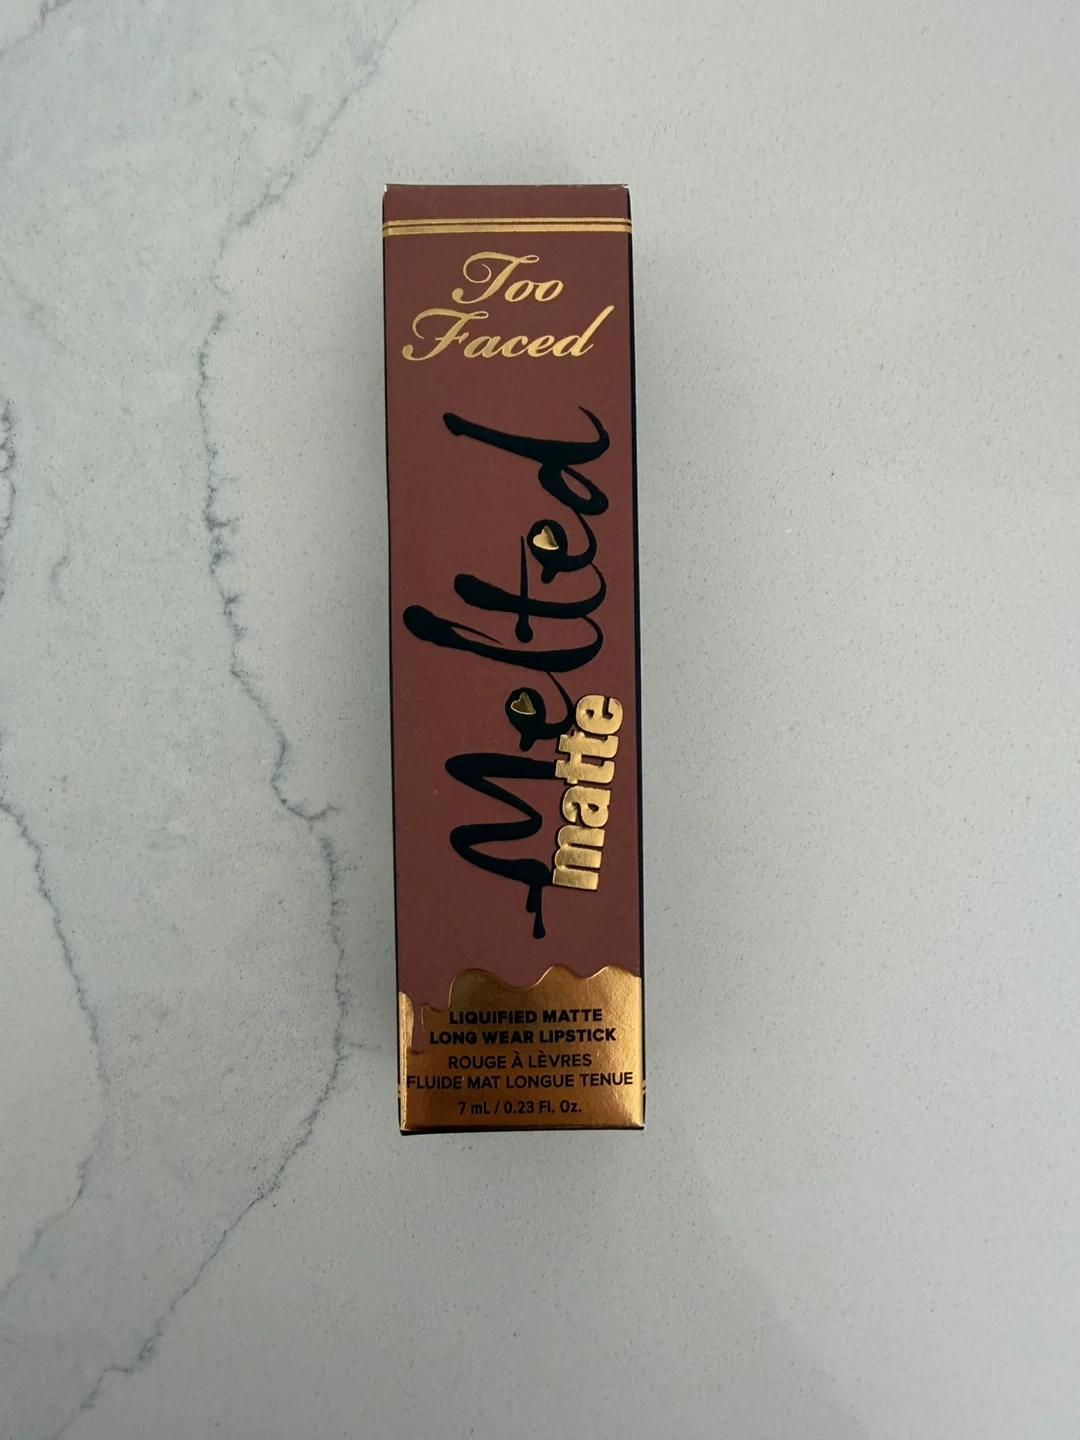 Too
Faced
Melted
matte
LIQUIFIED MATTE
LONG WEAR LIPSTICK
ROUGE À LÈVRES
FLUIDE MAT LONGUE TENUE
7 mL / 0.23 Fl. Oz.